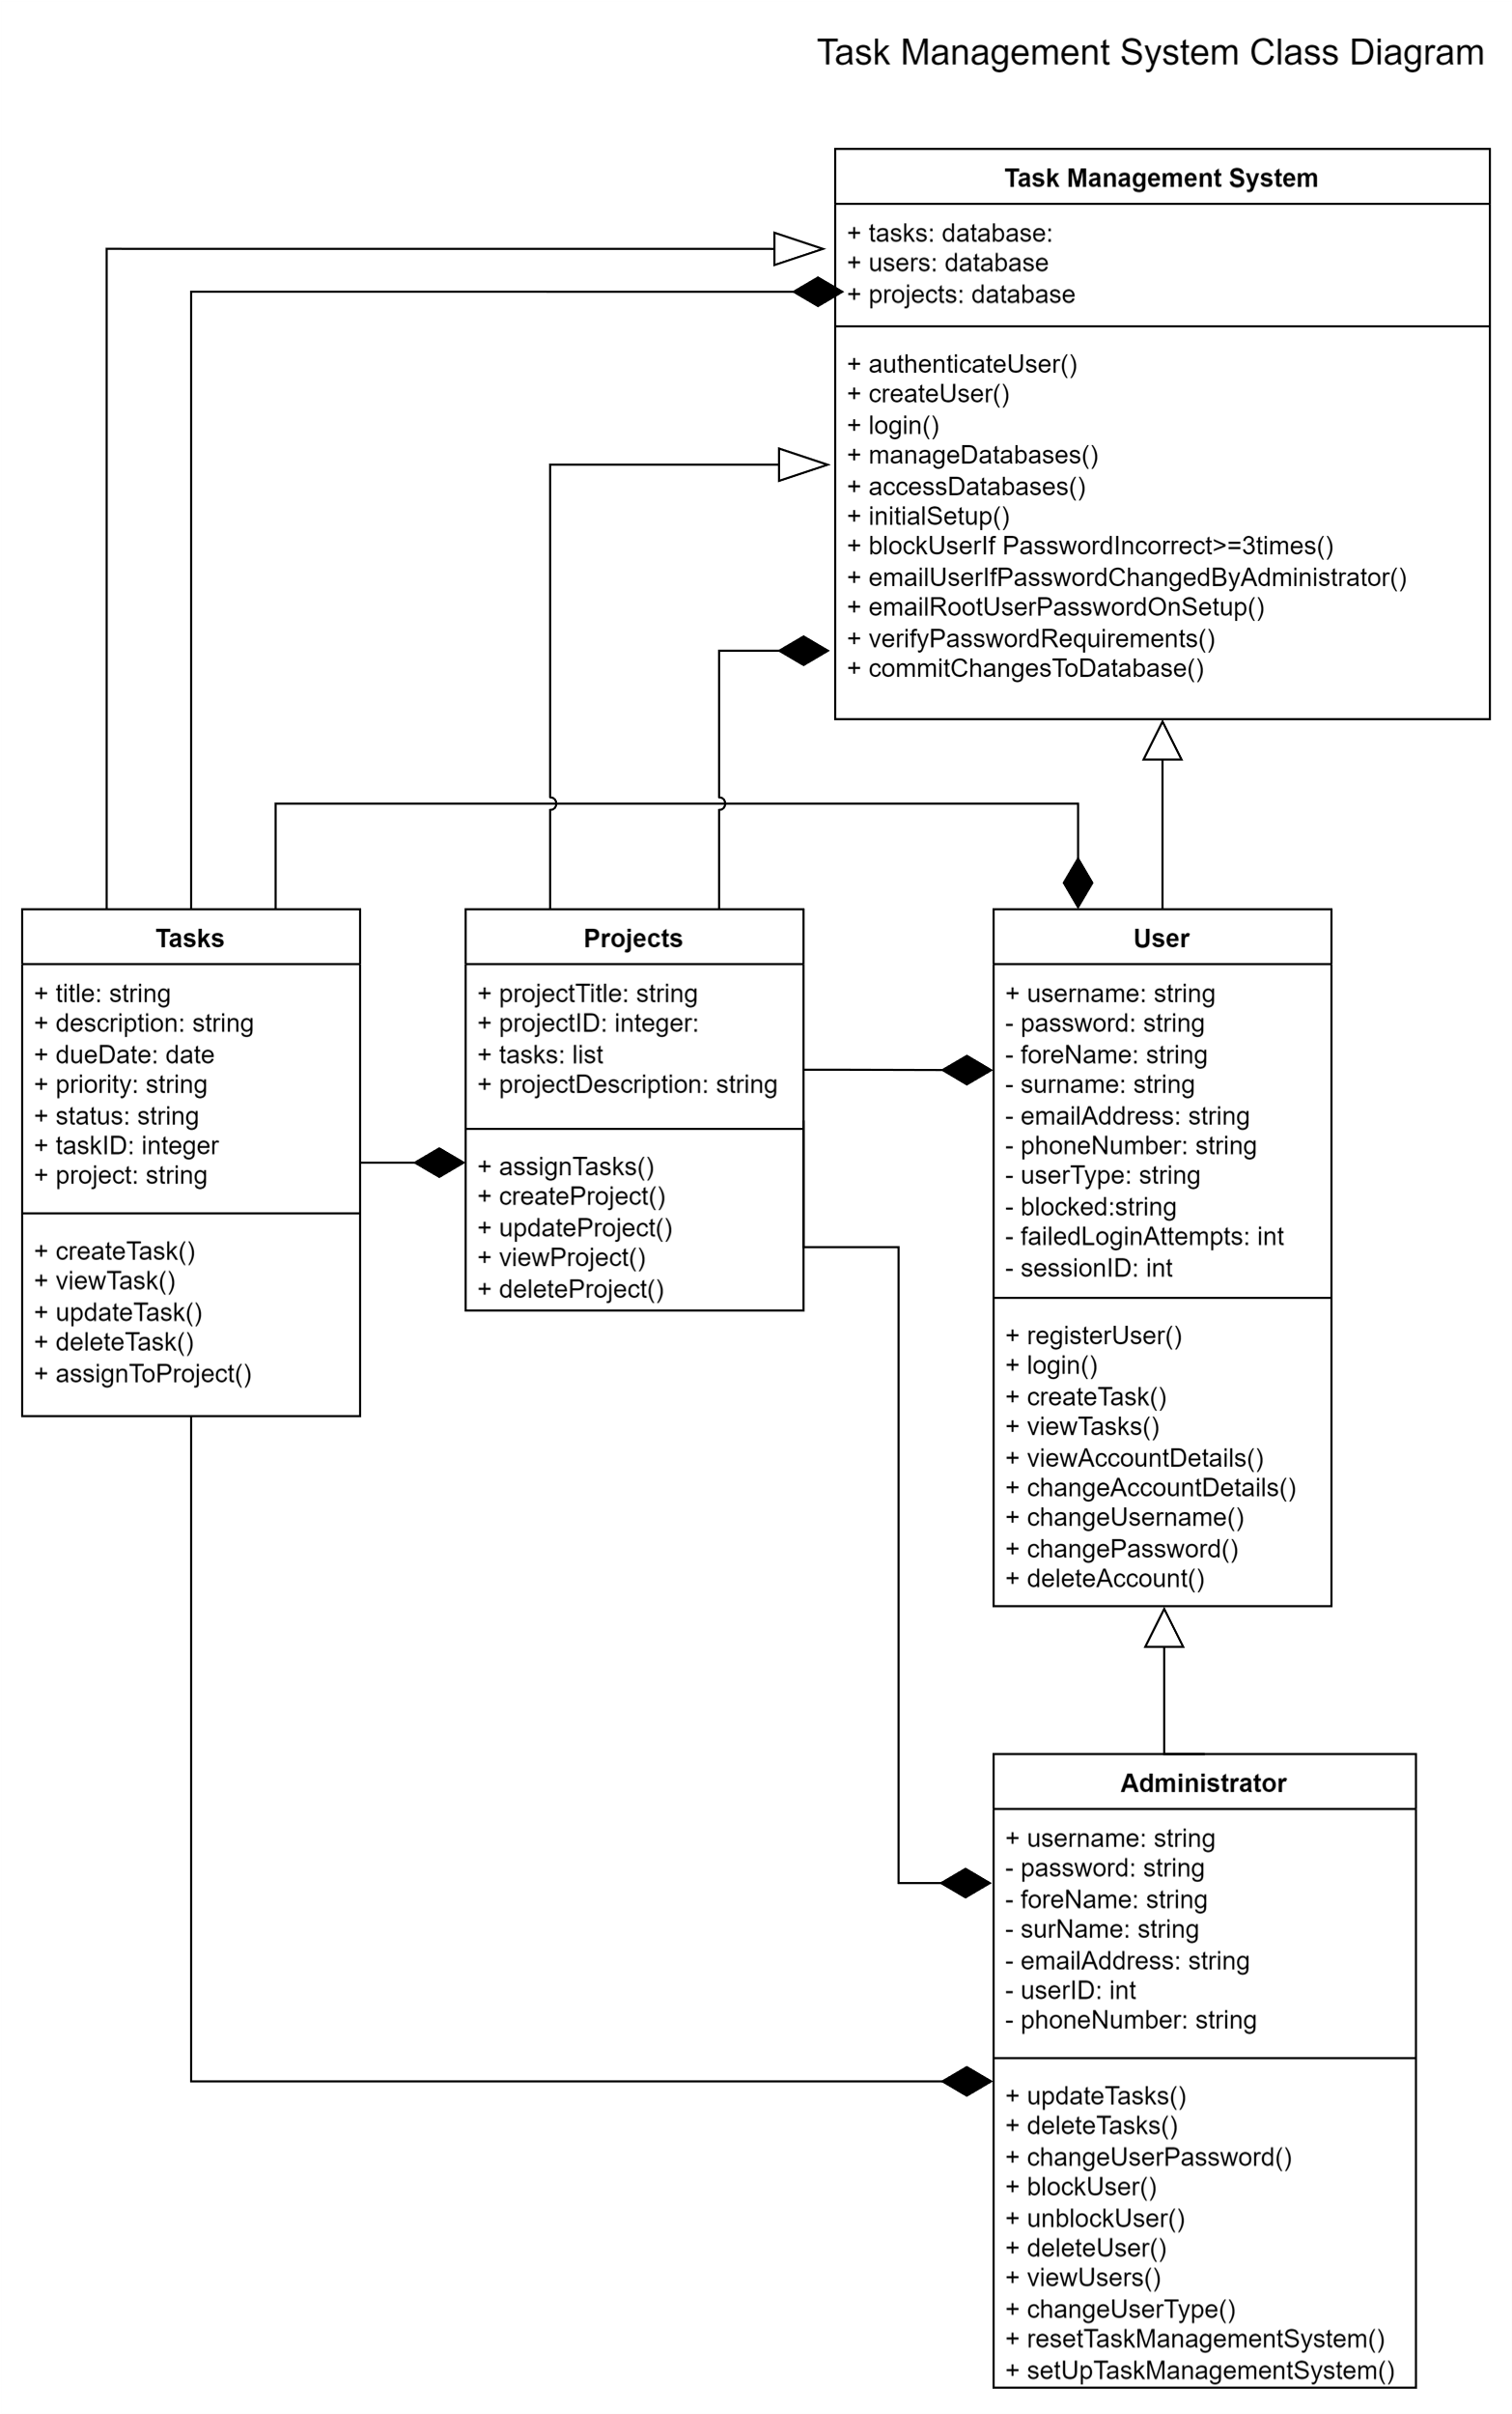 Task Management System Class Diagram
Task Management System
+ tasks: database:
+ users: database
+ projects: database
+ authenticateUser()
+ createUser()
+ login()
+ manageDatabases()
+ accessDatabases()
+ initialSetup()
+ blockUserIf PasswordIncorrect>=3times()
+ emailUserIfPasswordChangedByAdministrator()
+ emailRootUserPasswordOnSetup()
+ verifyPasswordRequirements()
+ commitChangesToDatabase()
Tasks
+ title: string
+ description: string
+ dueDate: date
+ priority: string
+ status: string
+ taskID: integer
+ project: string
+ createTask()
+ viewTask()
+ updateTask()
+ deleteTask()
+ assignToProject()
Projects
+ projectTitle: string
+ projectID: integer:
+ tasks: list
+ projectDescription: string
+ assignTasks()
+ createProject()
+ updateProject()
+ viewProject()
+ deleteProject()
User
+ username: string
- password: string
- foreName: string
- surname: string
- emailAddress: string
- phoneNumber: string
- userType: string
- blocked:string
- failedLoginAttempts: int
- sessionID: int
+ registerUser()
+ login()
+ createTask()
+ viewTasks()
+ viewAccountDetails()
+ changeAccountDetails()
+ changeUsername()
+ changePassword()
+ deleteAccount()
Administrator
+ username: string
- password: string
- foreName: string
- surName: string
- emailAddress: string
- userID: int
- phoneNumber: string
+ updateTasks()
+ deleteTasks()
+ changeUserPassword()
+ blockUser()
+ unblockUser()
+ deleteUser()
+ viewUsers()
+ changeUserType()
+ resetTaskManagementSystem()
+ setUpTaskManagementSystem()